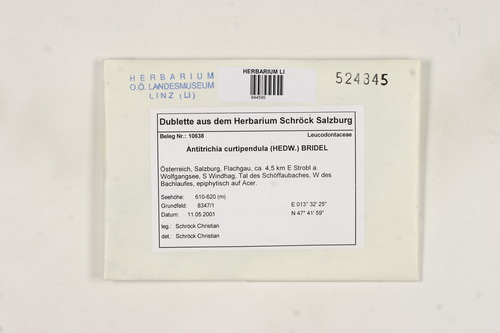 HERBARIUM
O.Ö. LANDESMUSEUM
LINZ (LI)
HERBARIUM LI
944595
524345
Dublette aus dem Herbarium Schröck Salzburg
Beleg Nr.: 10638 Leucodontaceae
Antitrichia curtipendula (HEDW.) BRIDEL
Österreich, Salzburg, Flachgau, ca. 4,5 km E Strobl a.
Wolfgangsee, S Windhag, Tal des Schöffaubaches, W des
Bachlaufes, epiphytisch auf Acer.
Seehöhe: 610-620 (m)
Grundfeld: 8347/1 E 013° 32' 25"
Datum: 11.05.2001 N 47° 41' 59"
leg.: Schröck Christian
det.: Schröck Christian